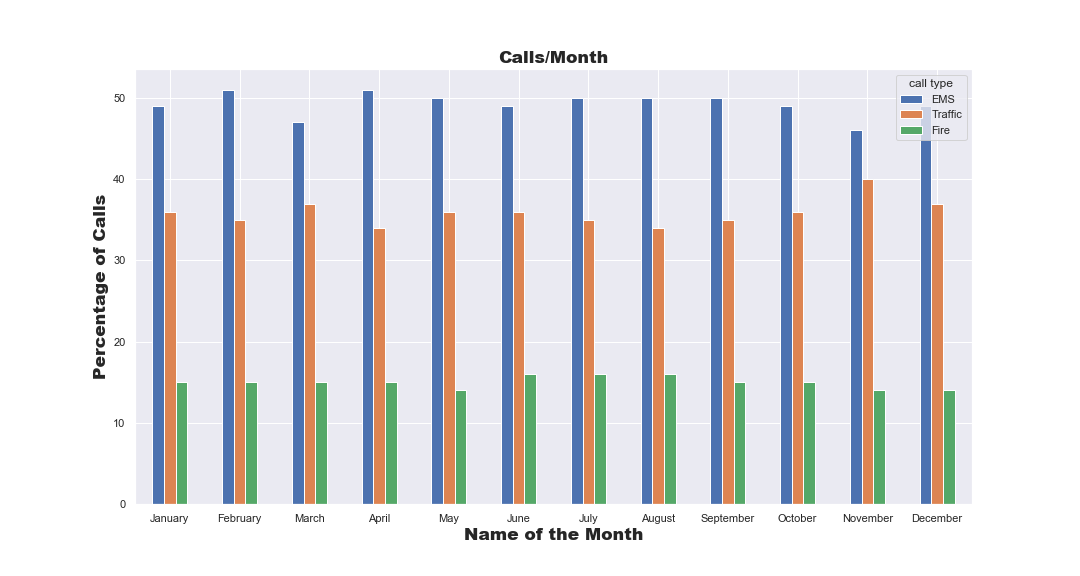 Calls/Month
call type
EMS
Traffic
Fire
Percentage of Calls
50
40
30
20
10
0
January February March April May June July August September October November December
Name of the Month